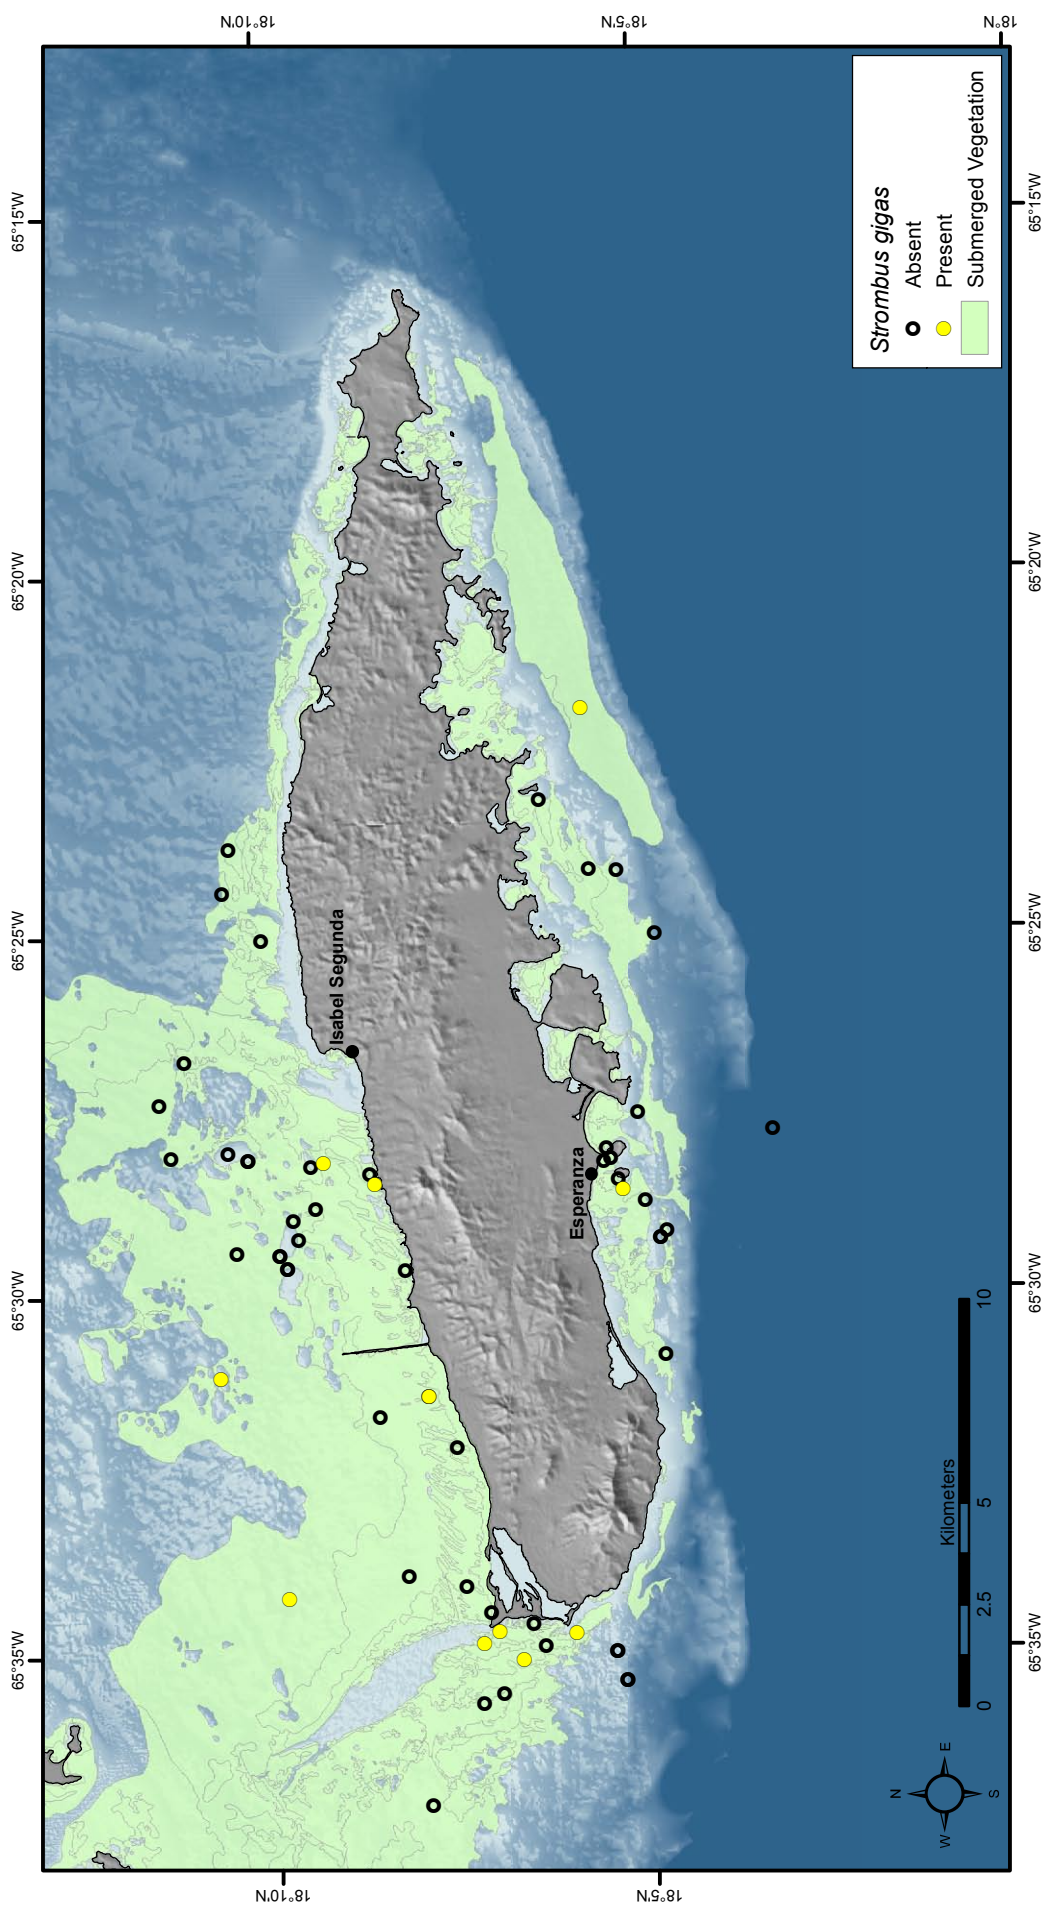 65°35'W
65°30'W
65°25'W
65°20'W
65°15'W
18°10'N
18°10'N
18°5'N
18°5'N
18°N
Isabel Segunda
Esperanza
N
W
E
S
Kilometers
0
2.5
5
10
Strombus gigas
Absent
Present
Submerged Vegetation
65°35'W
65°30'W
65°25'W
65°20'W
65°15'W